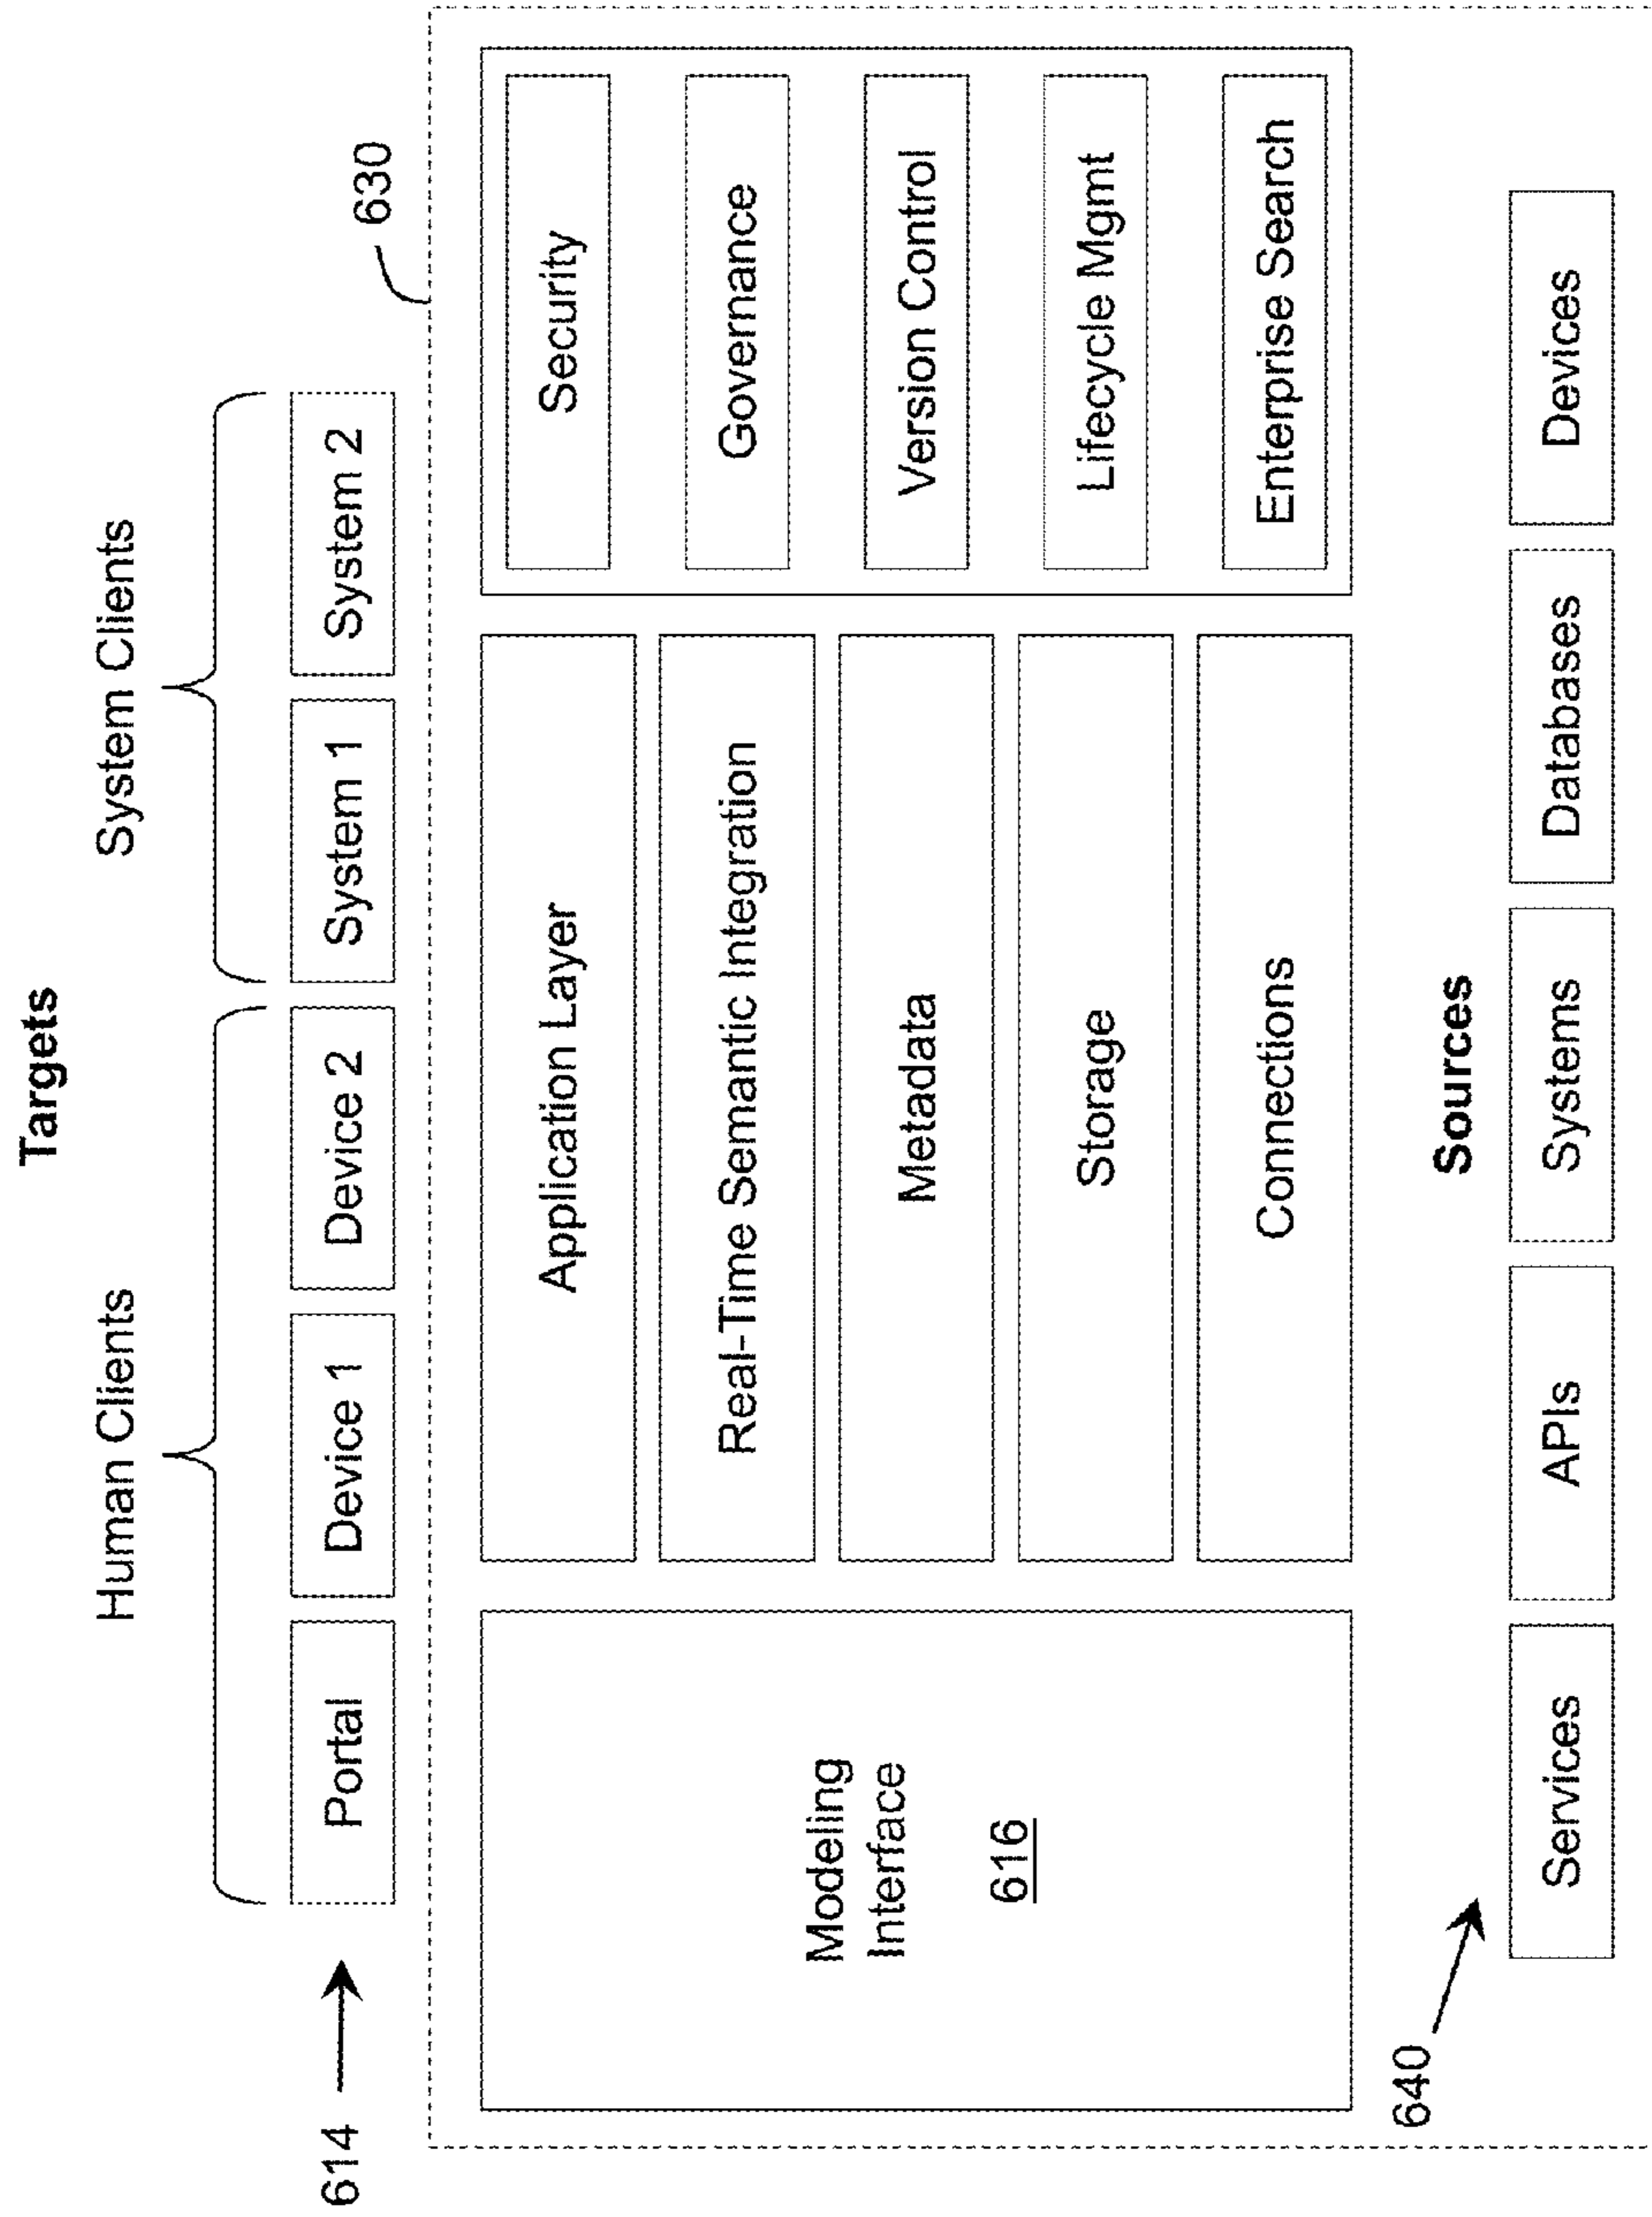 Targets
Human Clients
System Clients
614
Portal
Device 1
Device 2
System 1
System 2
630
Modeling
Interface
616
Application Layer
Real-Time Semantic Integration
Metadata
Storage
Connections
Security
Governance
Version Control
Lifecycle Mgmt
Enterprise Search
640
Sources
Services
APIs
Systems
Databases
Devices